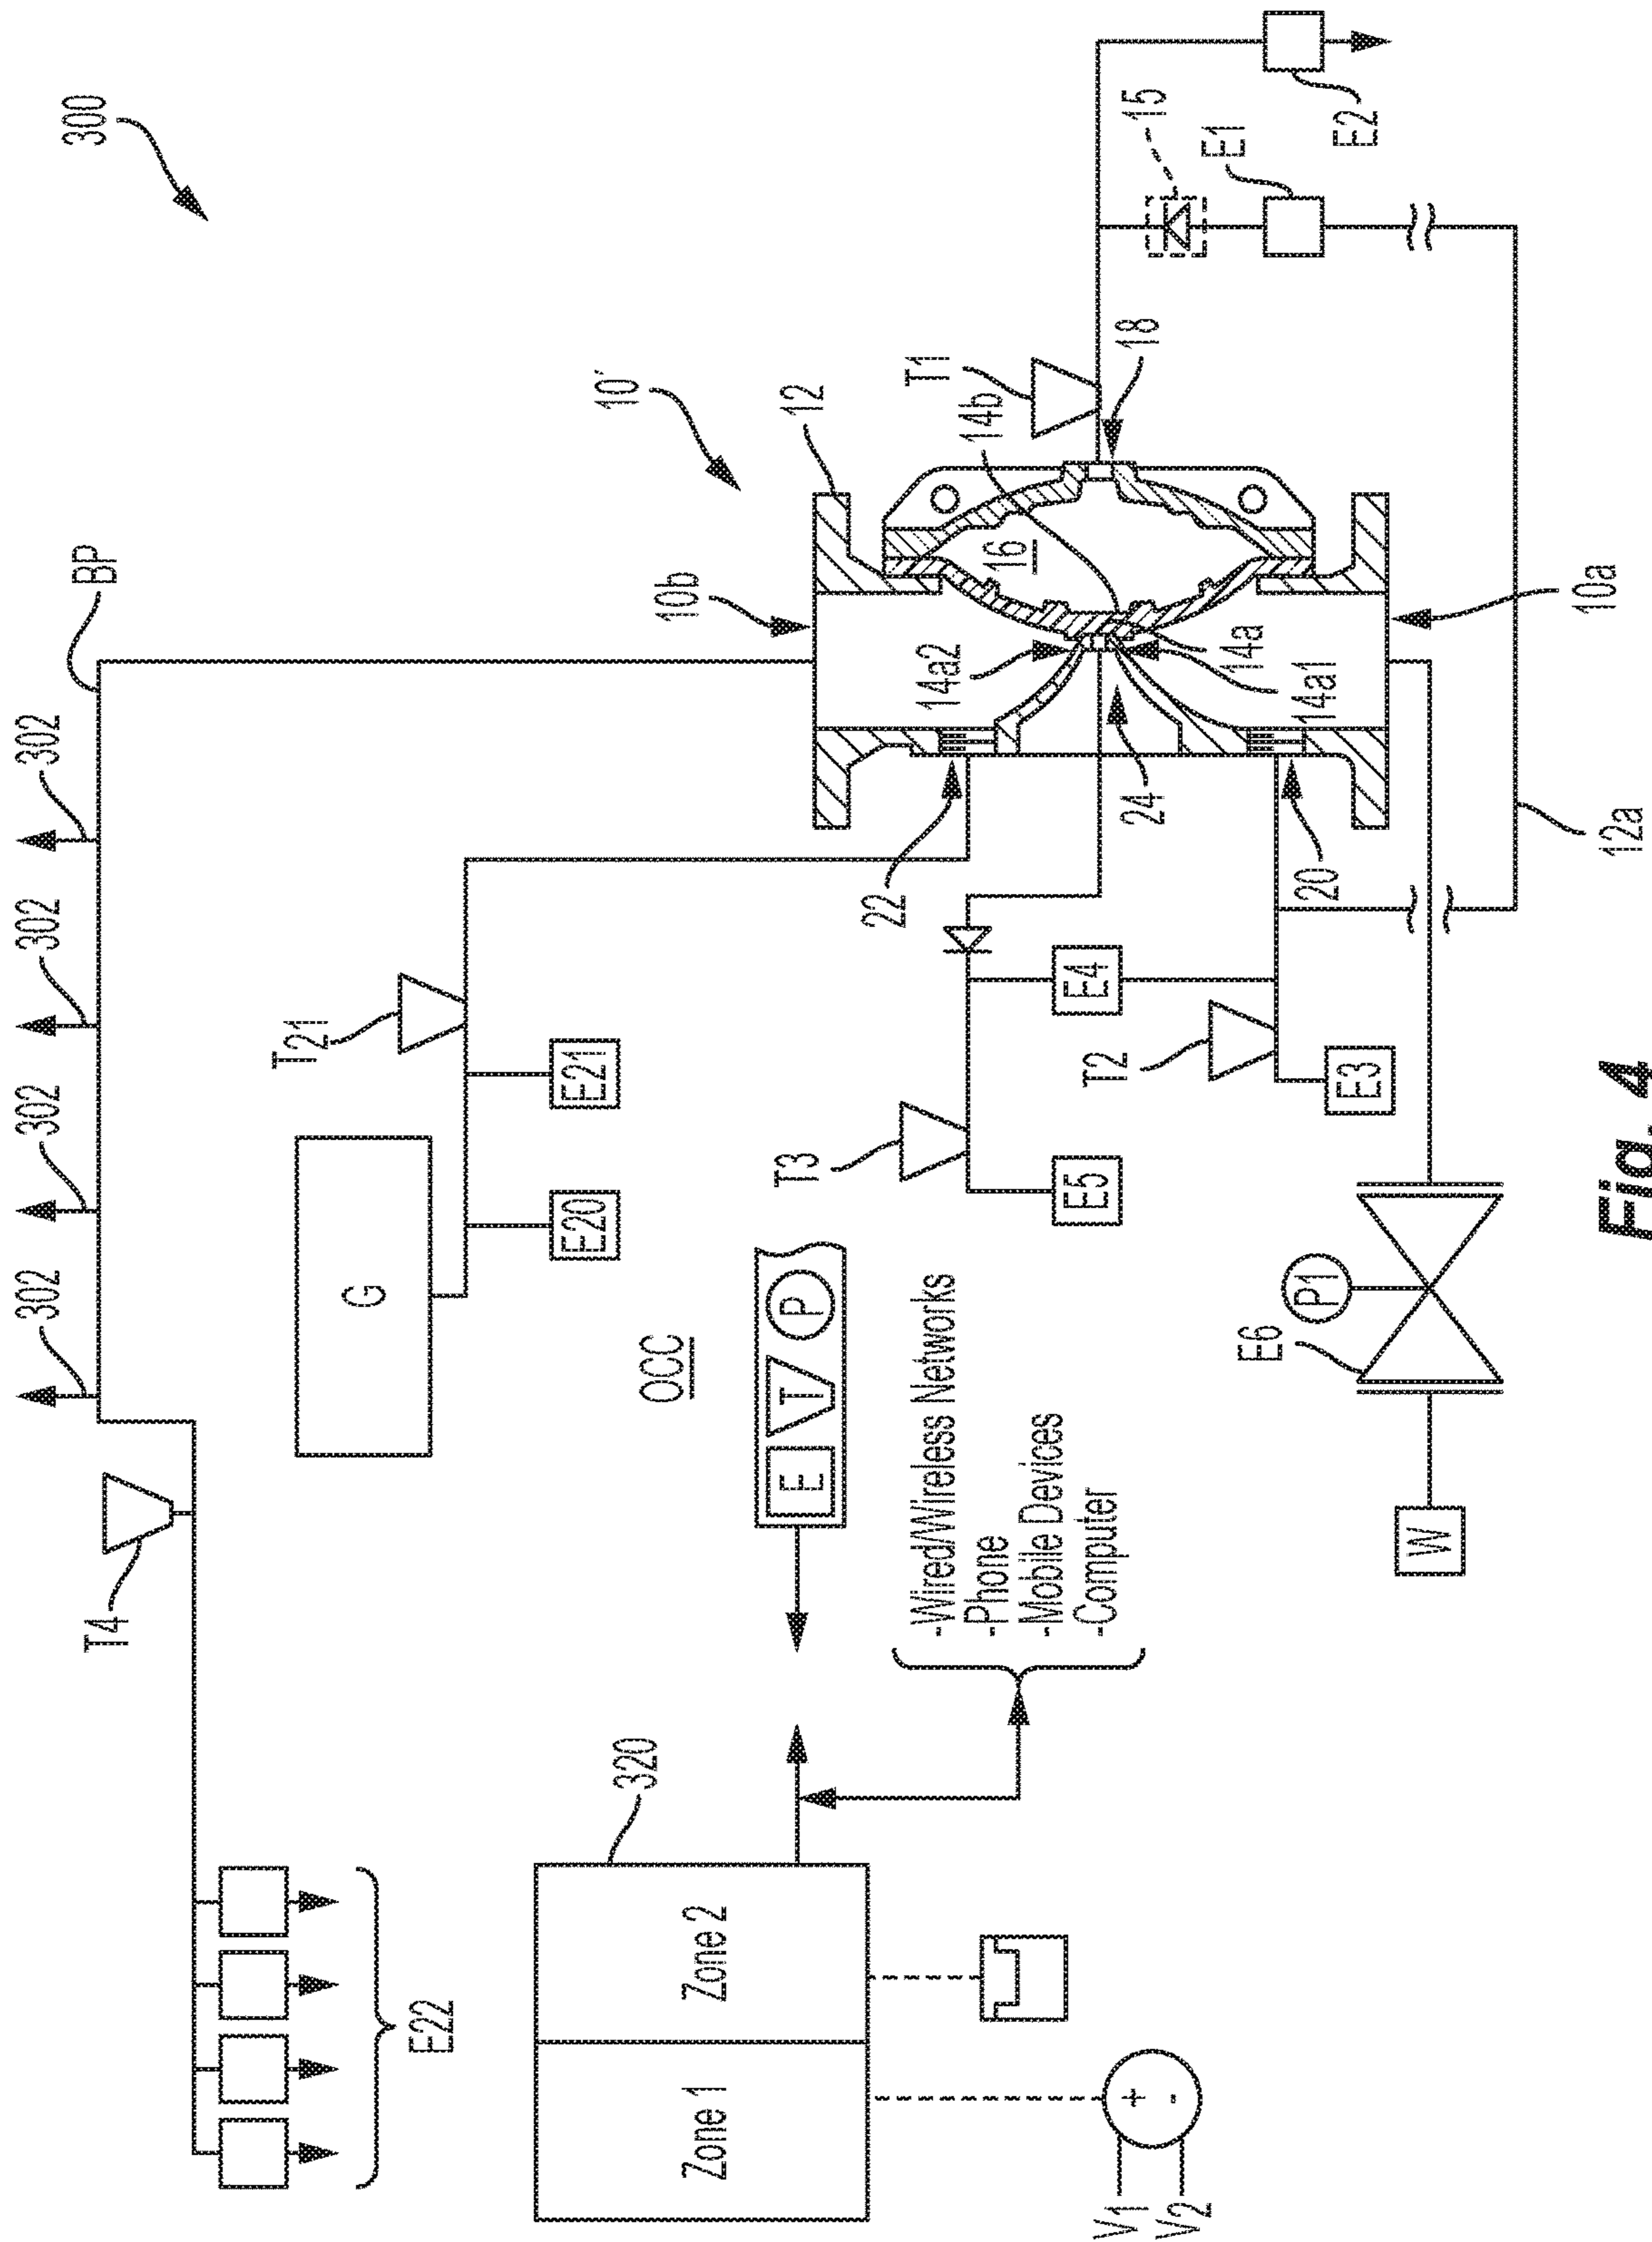 300
BP
302
302
302
302
T4
E22
T21
G
E20
E21
10'
12
10b
10a
T1
14b
18
15
E1
E2
16
14a2
14a
14a1
22
24
20
12a
T3
T2
E4
E5
E3
OCC
E
T
P
-Wired/Wireless Networks
-Phone
-Mobile Devices
-Computer
320
Zone 1
Zone 2
+
-
V1
V2
P1
E6
W
Fig. 4